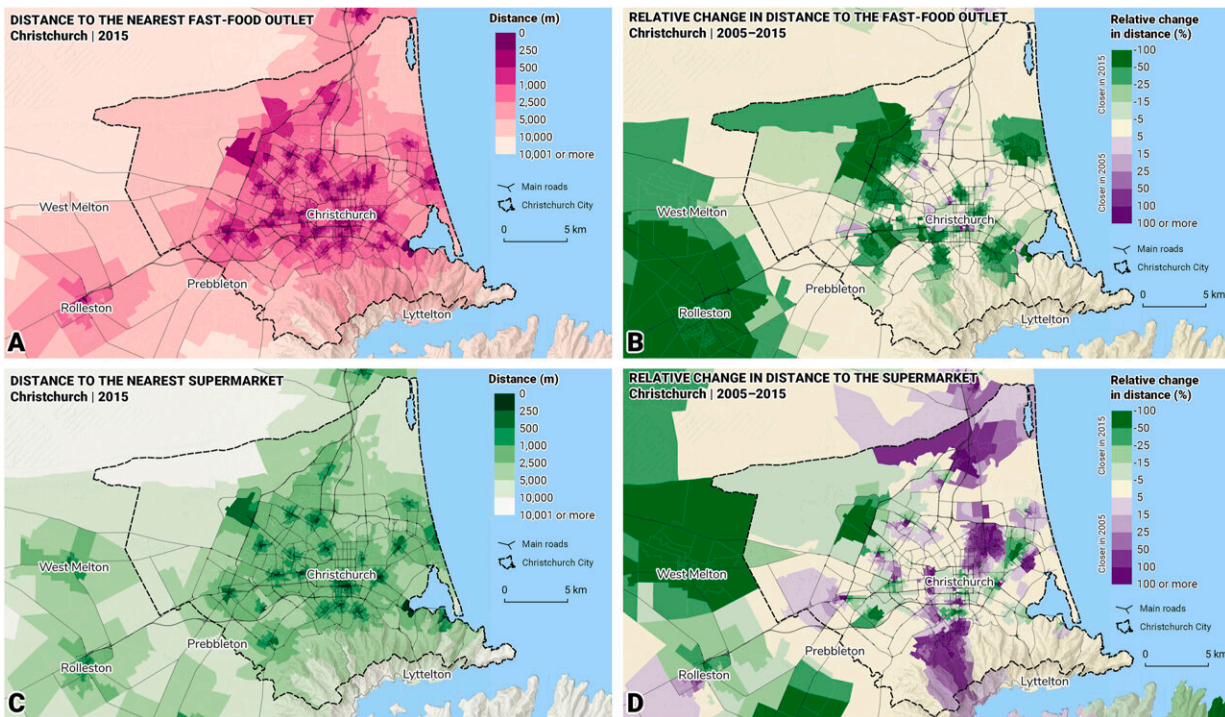 DISTANCE TO THE NEAREST FAST-FOOD OUTLET
Christchurch | 2015
Distance (m)
0
250
500
1,000
2,500
5,000
10,000
10,001 or more
Main roads
Christchurch City
0 5 km
West Melton
Christchurch
Prebbleton
Rolleston
Lyttelton
A
RELATIVE CHANGE IN DISTANCE TO THE FAST-FOOD OUTLET
Christchurch | 2005–2015
Relative change
in distance (%)
Closer in 2015
Closer in 2005
-100
-50
-25
-15
-5
5
15
25
50
100
100 or more
Main roads
Christchurch City
0 5 km
West Melton
Christchurch
Prebbleton
Rolleston
Lyttelton
B
DISTANCE TO THE NEAREST SUPERMARKET
Christchurch | 2015
Distance (m)
0
250
500
1,000
2,500
5,000
10,000
10,001 or more
Main roads
Christchurch City
0 5 km
West Melton
Christchurch
Prebbleton
Rolleston
Lyttelton
C
RELATIVE CHANGE IN DISTANCE TO THE SUPERMARKET
Christchurch | 2005–2015
Relative change
in distance (%)
Closer in 2015
Closer in 2005
-100
-50
-25
-15
-5
5
15
25
50
100
100 or more
Main roads
Christchurch City
0 5 km
West Melton
Christchurch
Prebbleton
Rolleston
Lyttelton
D